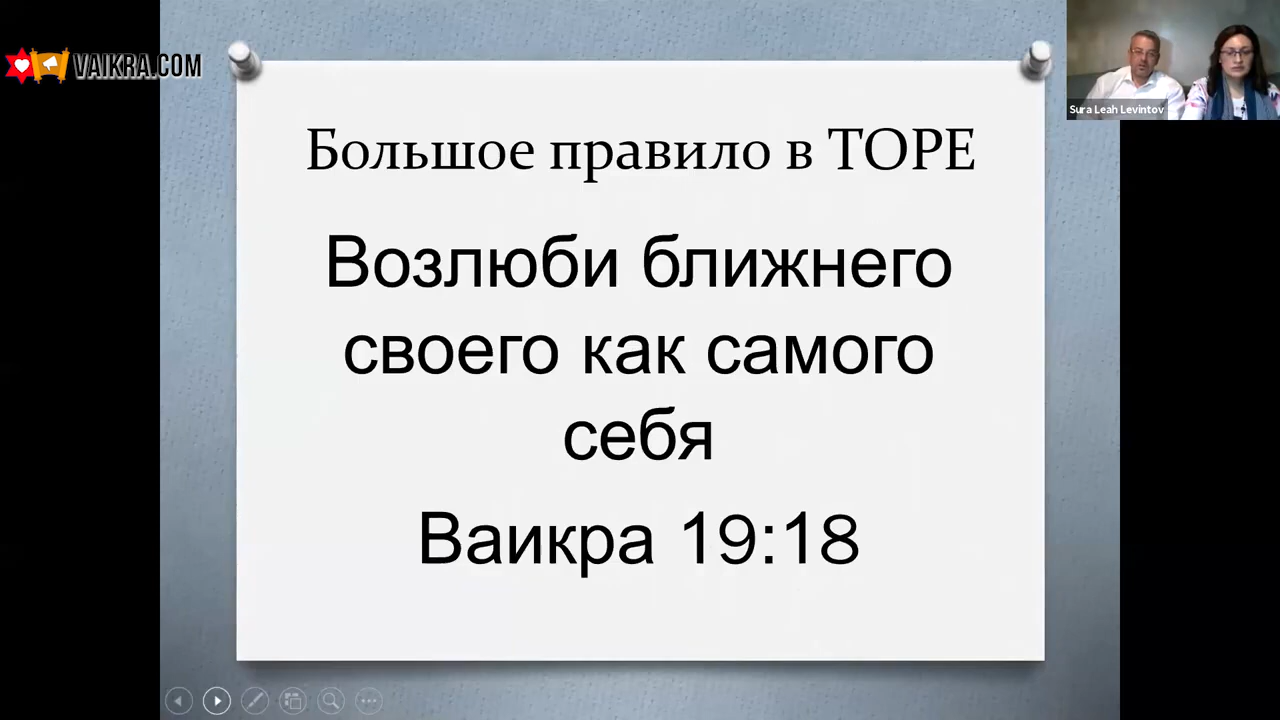 VAIKRA.COM
Sura Leah Levintov
Большое правило в ТОРЕ
Возлюби ближнего
своего как самого
себя
Ваикра 19:18